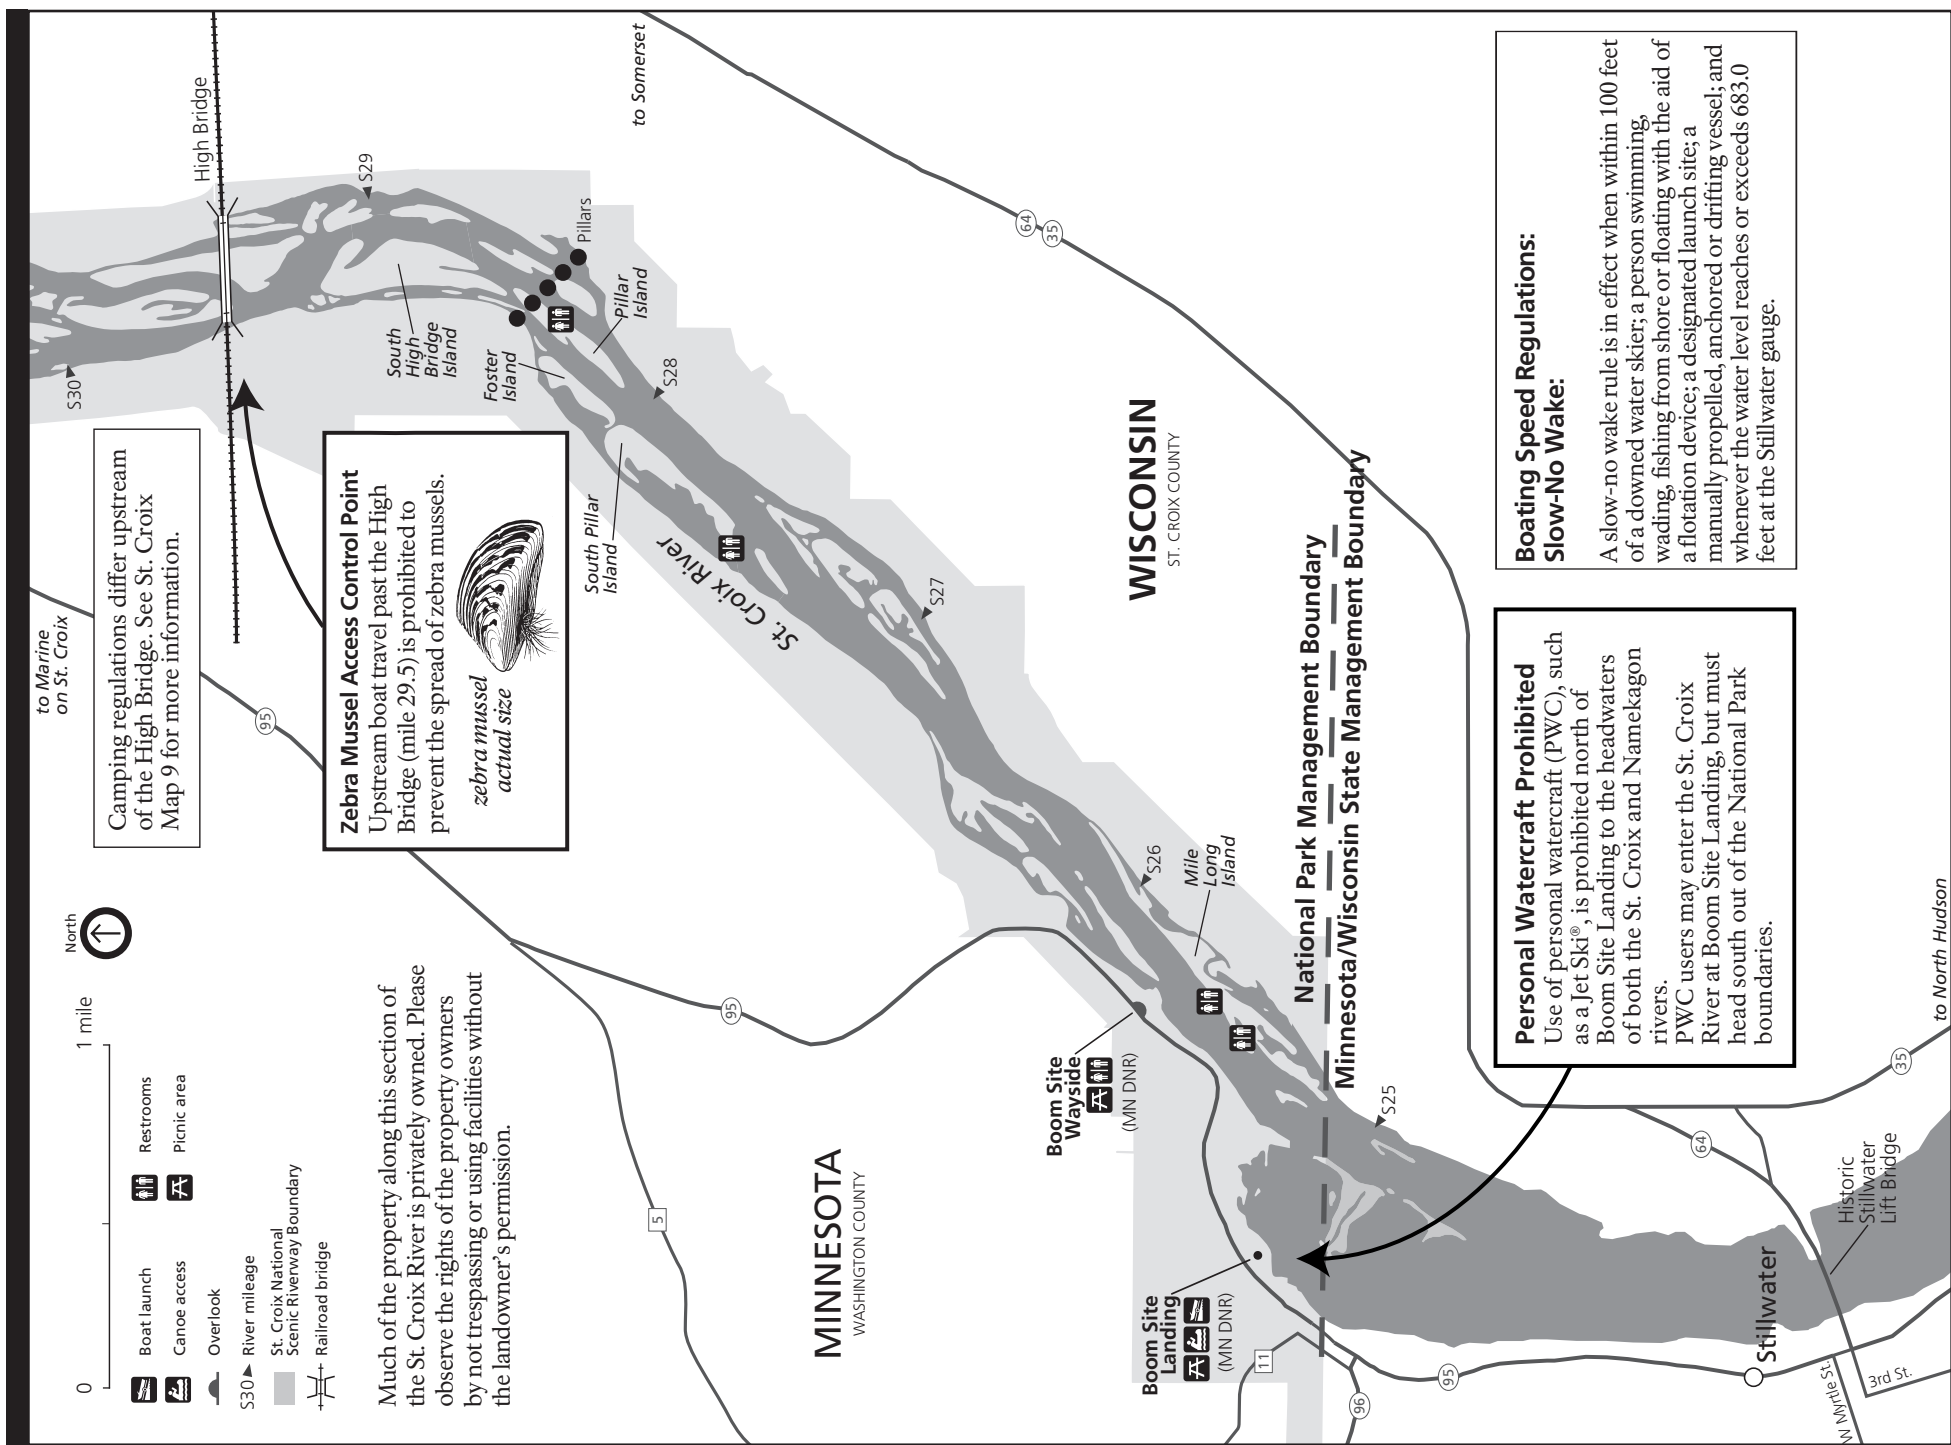 0
1 mile
North
Boat launch
Restrooms
Canoe access
Picnic area
Overlook
S30
River mileage
St. Croix National
Scenic Riverway Boundary
Railroad bridge
Much of the property along this section of
the St. Croix River is privately owned. Please
observe the rights of the property owners
by not trespassing or using facilities without
the landowner's permission.
to Marine
on St. Croix
Camping regulations differ upstream
of the High Bridge. See St. Croix
Map 9 for more information.
S30
High Bridge
95
Zebra Mussel Access Control Point
Upstream boat travel past the High
Bridge (mile 29.5) is prohibited to
prevent the spread of zebra mussels.
zebra mussel
actual size
S29
South
High
Bridge
Island
Foster
Island
Pillars
Pillar
Island
to Somerset
S28
South Pillar
Island
St. Croix River
95
5
S27
64
35
MINNESOTA
WASHINGTON COUNTY
WISCONSIN
ST. CROIX COUNTY
Boom Site
Wayside
(MN DNR)
S26
Mile
Long
Island
Boom Site
Landing
(MN DNR)
11
National Park Management Boundary
Minnesota/Wisconsin State Management Boundary
96
S25
95
Personal Watercraft Prohibited
Use of personal watercraft (PWC), such
as a Jet Ski®, is prohibited north of
Boom Site Landing to the headwaters
of both the St. Croix and Namekagon
rivers.
PWC users may enter the St. Croix
River at Boom Site Landing, but must
head south out of the National Park
boundaries.
Boating Speed Regulations:
Slow-No Wake:
A slow-no wake rule is in effect when within 100 feet
of a downed water skier; a person swimming,
wading, fishing from shore or floating with the aid of
a flotation device; a designated launch site; a
manually propelled, anchored or drifting vessel; and
whenever the water level reaches or exceeds 683.0
feet at the Stillwater gauge.
64
Stillwater
Historic
Stillwater
Lift Bridge
W Myrtle St.
3rd St.
35
to North Hudson